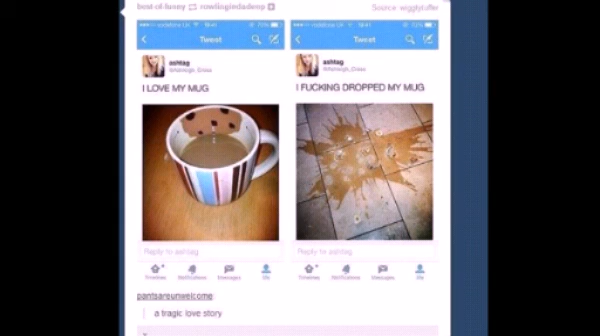 best-of-funny rowlingindadeep
Source: wigglytuffer
Tweet
Tweet
ashtag
ashtag
I LOVE MY MUG
I FUCKING DROPPED MY MUG
Reply to ashtag
Reply to ashtag
Timelines Notifications Messages Me
Timelines Notifications Messages Me
pantsareunwelcome
a tragic love story